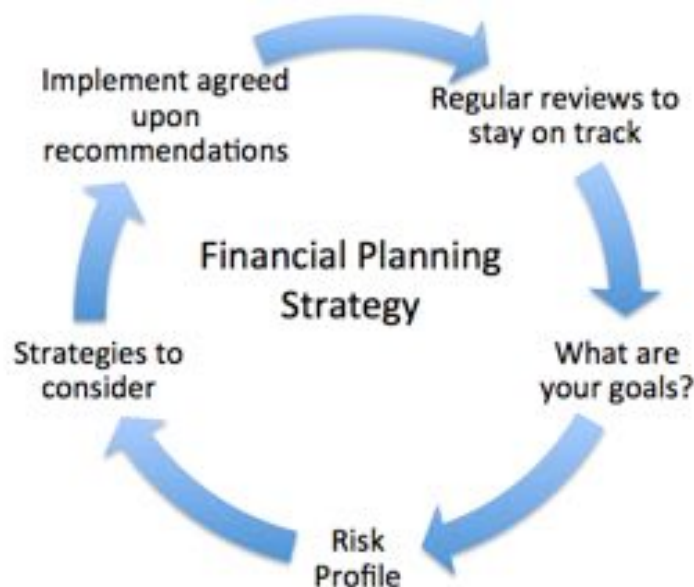 Implement agreed
upon
recommendations
Regular reviews to
stay on track
Financial Planning
Strategy
Strategies to
consider
What are
your goals?
Risk
Profile